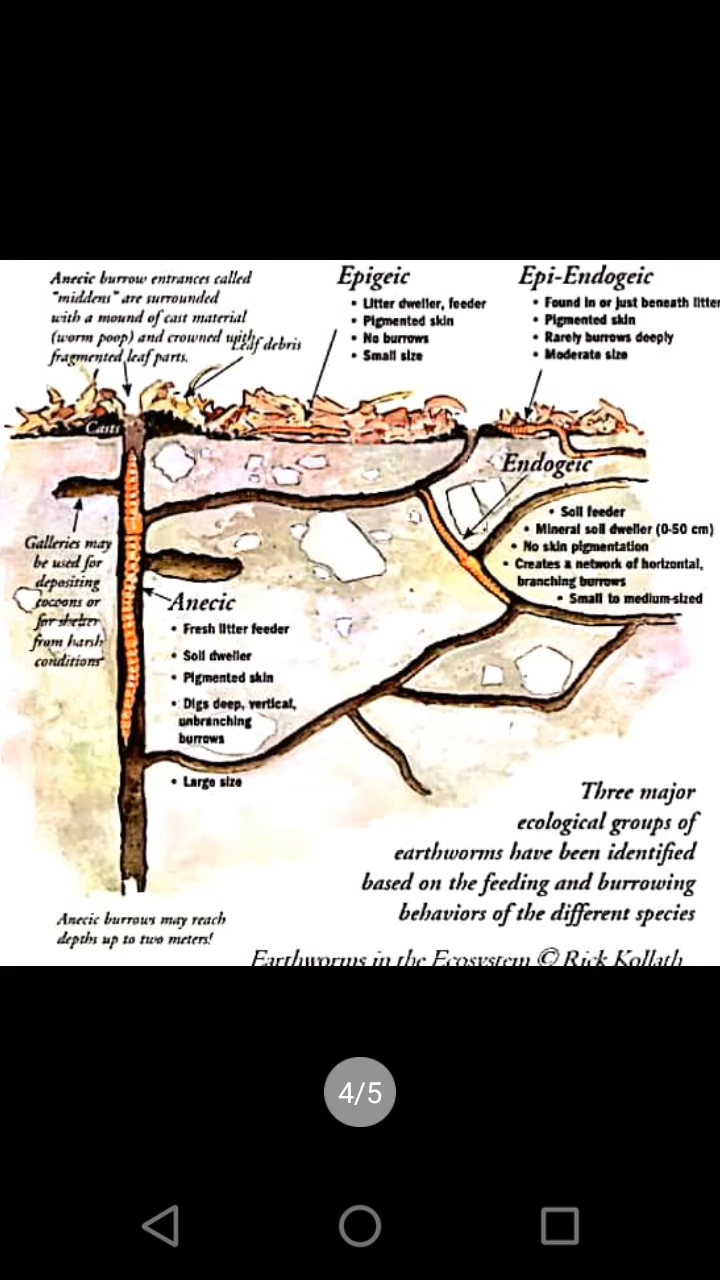 Anecic burrow entrances called
"middens" are surrounded
with a mound of cast material
(worm poop) and crowned with
fragmented leaf parts.
Leaf debris
Epigeic
• Litter dweller, feeder
• Pigmented skin
• No burrows
• Small size
Epi-Endogeic
• Found in or just beneath litter
• Pigmented skin
• Rarely burrows deeply
• Moderate size
Casts
Endogeic
• Soil feeder
• Mineral soil dweller (0-50 cm)
• No skin pigmentation
• Creates a network of horizontal,
branching burrows
• Small to medium-sized
Galleries may
be used for
depositing
cocoons or
for shelter
from harsh
conditions
Anecic
• Fresh litter feeder
• Soil dweller
• Pigmented skin
• Digs deep, vertical,
unbranching
burrows
• Large size
Three major
ecological groups of
earthworms have been identified
based on the feeding and burrowing
behaviors of the different species
Anecic burrows may reach
depths up to two meters!
Earthworms in the Ecosystem © Rick Kollath
4/5